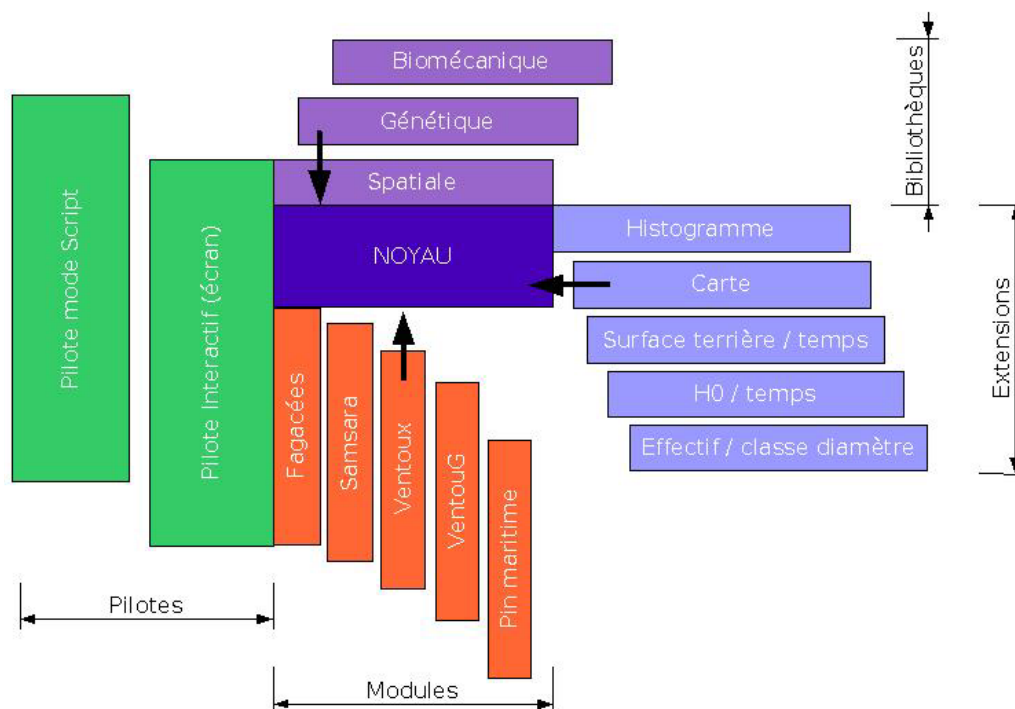 Biomécanique
Génétique
Spatiale
NOYAU
Bibliothèques
Pilote mode Script
Pilote Interactif (écran)
Histogramme
Carte
Surface terrière / temps
H0 / temps
Effectif / classe diamètre
Extensions
Fagacées
Samsara
Ventoux
VentouG
Pin maritime
Pilotes
Modules